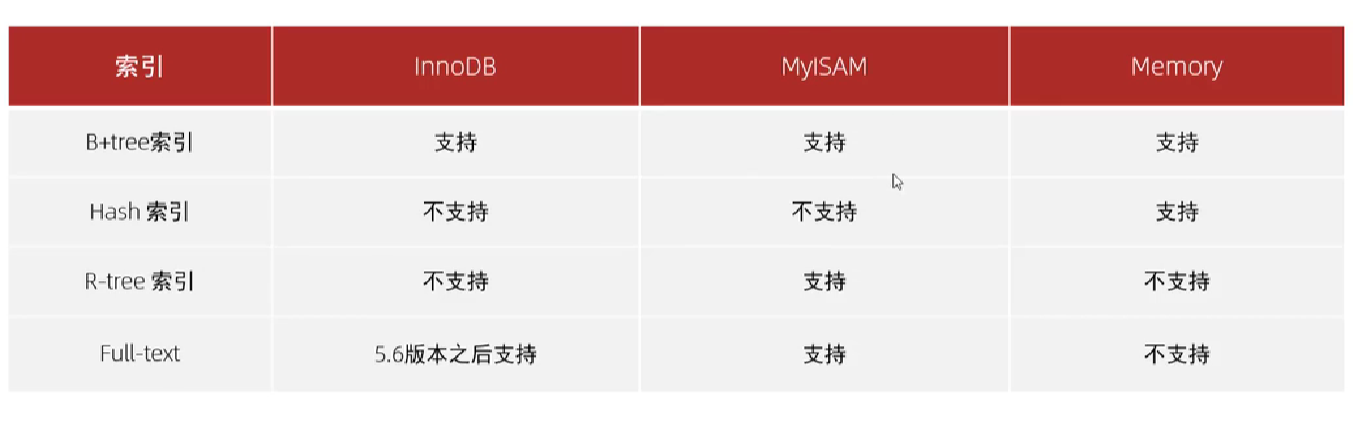 索引 InnoDB MyISAM Memory
B+tree索引 支持 支持 支持
Hash 索引 不支持 不支持 支持
R-tree 索引 不支持 支持 不支持
Full-text 5.6版本之后支持 支持 不支持